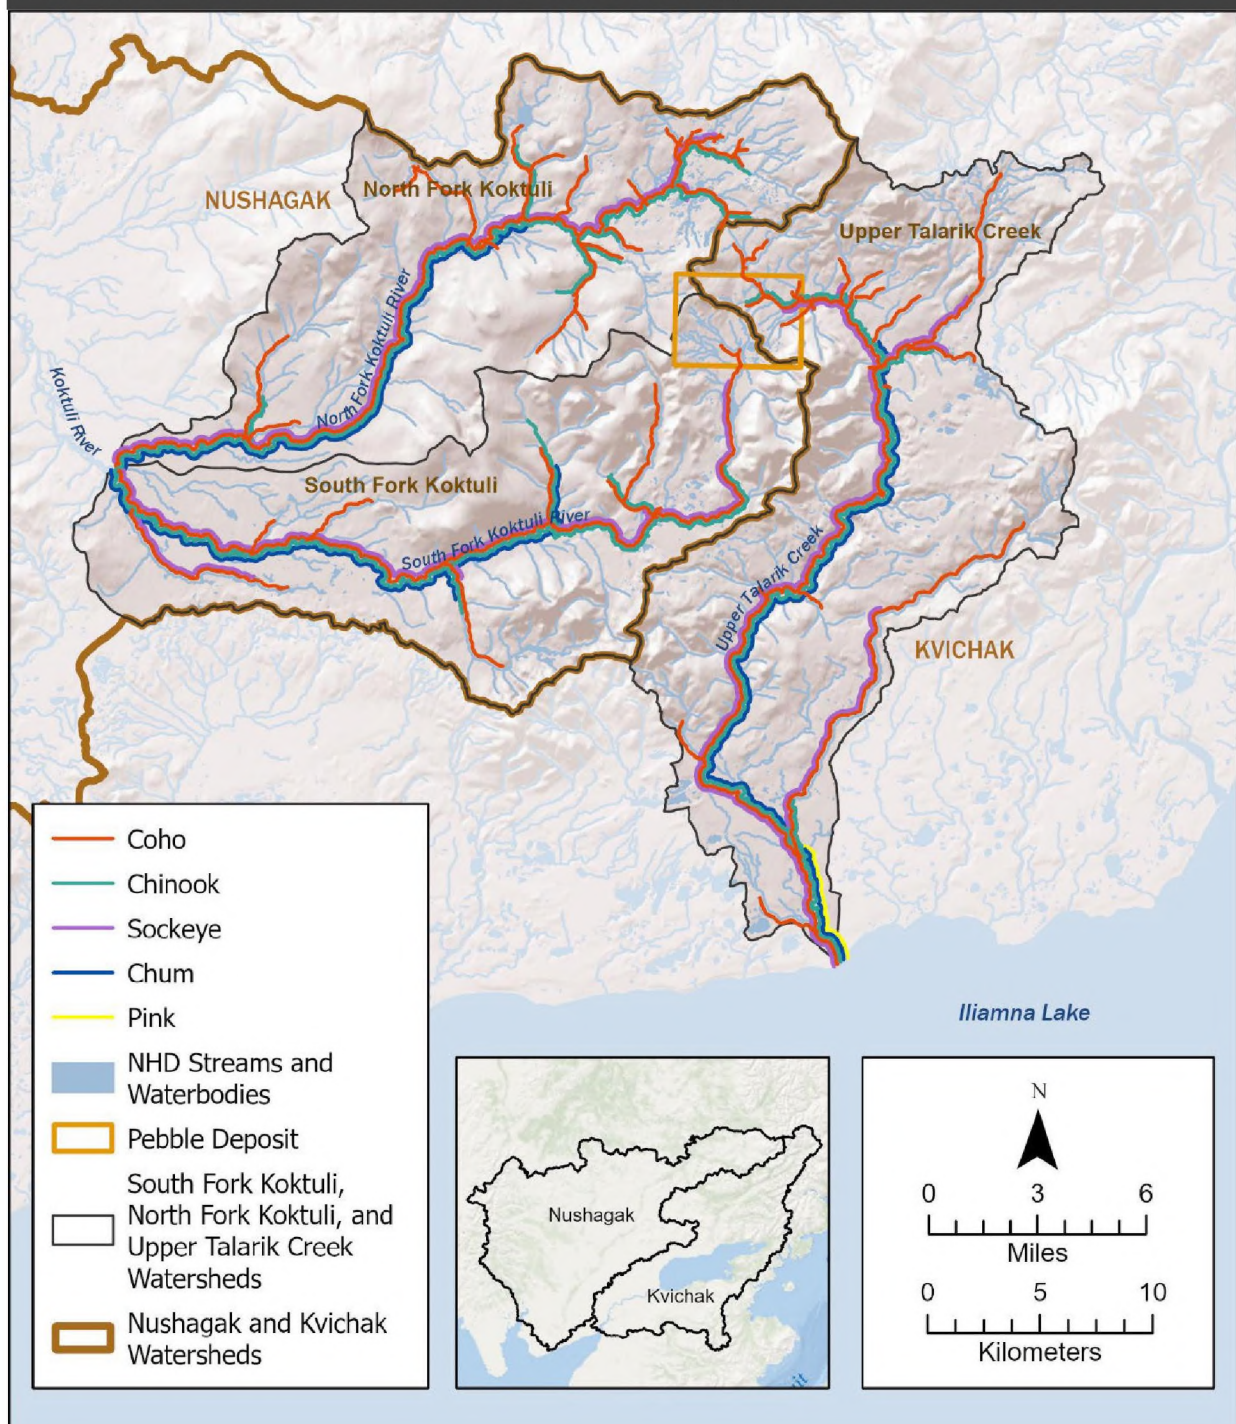 NUSHAGAK
North Fork Koktuli
Upper Talarik Creek
North Fork Koktuli River
Koktuli River
South Fork Koktuli
South Fork Koktuli River
Upper Talarik Creek
KVICHAK
Iliamna Lake
Coho
Chinook
Sockeye
Chum
Pink
NHD Streams and
Waterbodies
Pebble Deposit
South Fork Koktuli,
North Fork Koktuli, and
Upper Talarik Creek
Watersheds
Nushagak and Kvichak
Watersheds
Nushagak
Kvichak
N
0 3 6
Miles
0 5 10
Kilometers